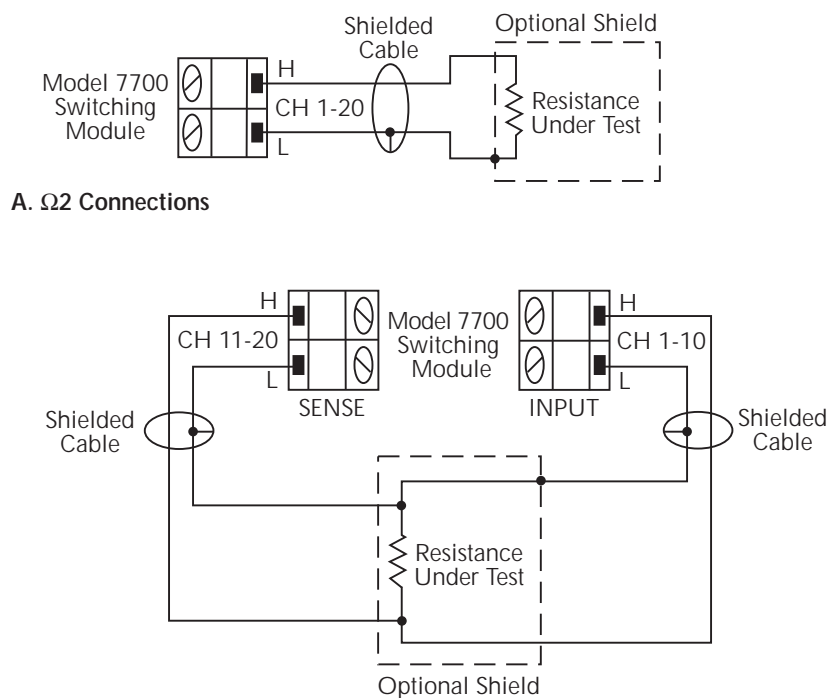 Shielded
Cable
Optional Shield
Model 7700
Switching
Module
H
CH 1-20
L
Resistance
Under Test
A. Ω2 Connections
H
CH 11-20
L
SENSE
Model 7700
Switching
Module
H
CH 1-10
L
INPUT
Shielded
Cable
Shielded
Cable
Resistance
Under Test
Optional Shield